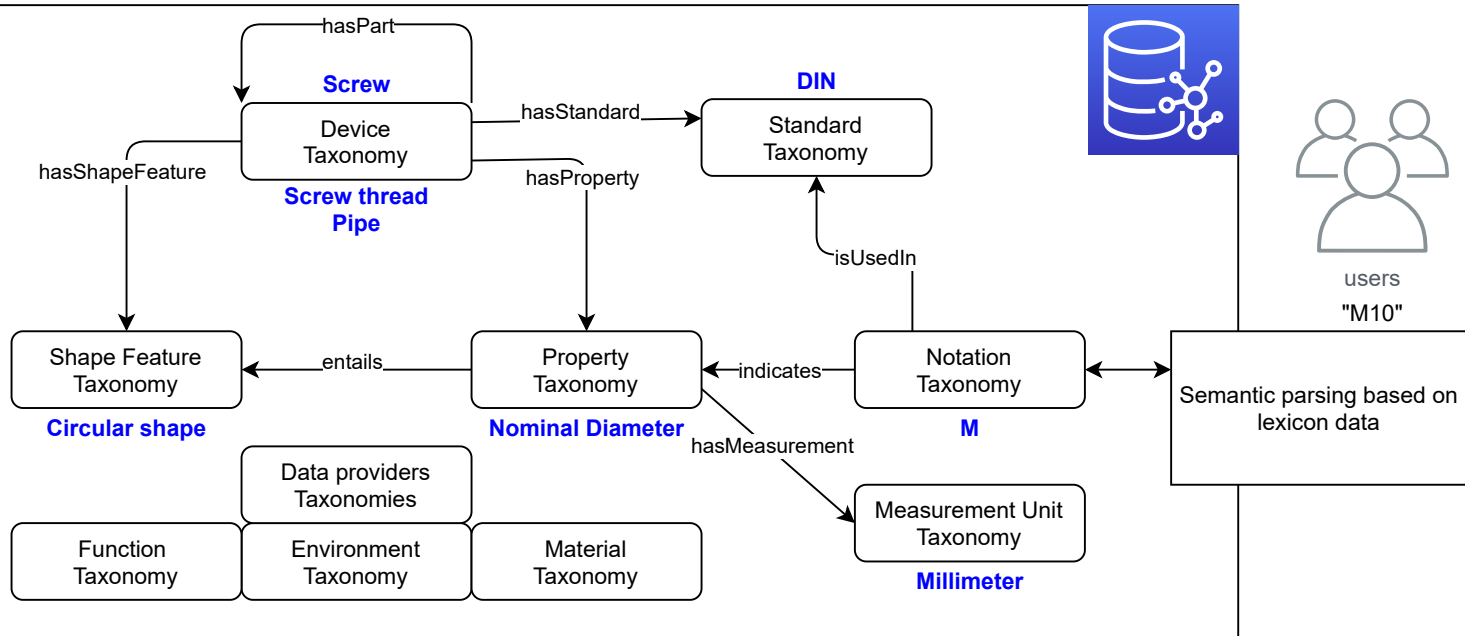 hasPart
Screw
DIN
Device
Taxonomy
hasStandard
Standard
Taxonomy
hasShapeFeature
hasProperty
Screw thread
Pipe
isUsedIn
users
"M10"
Shape Feature
Taxonomy
entails
Property
Taxonomy
indicates
Notation
Taxonomy
Semantic parsing based on
lexicon data
Circular shape
Nominal Diameter
M
hasMeasurement
Data providers
Taxonomies
Measurement Unit
Taxonomy
Function
Taxonomy
Environment
Taxonomy
Material
Taxonomy
Millimeter